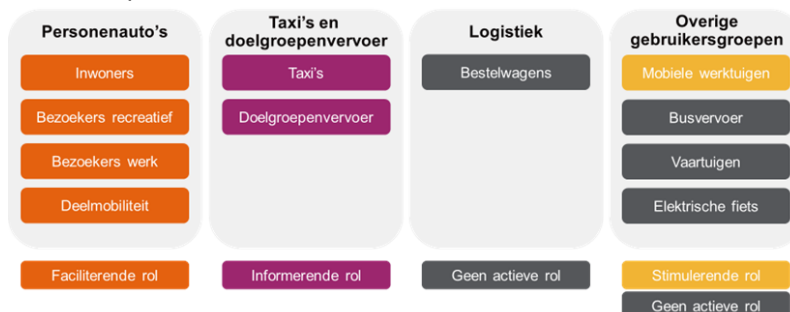 Personenauto's
Inwoners
Bezoekers recreatief
Bezoekers werk
Deelmobiliteit
Faciliterende rol
Taxi's en
doelgroepenvervoer
Taxi's
Doelgroepenvervoer
Informerende rol
Logistiek
Bestelwagens
Geen actieve rol
Overige
gebruikersgroepen
Mobiele werktuigen
Busvervoer
Vaartuigen
Elektrische fiets
Stimulerende rol
Geen actieve rol